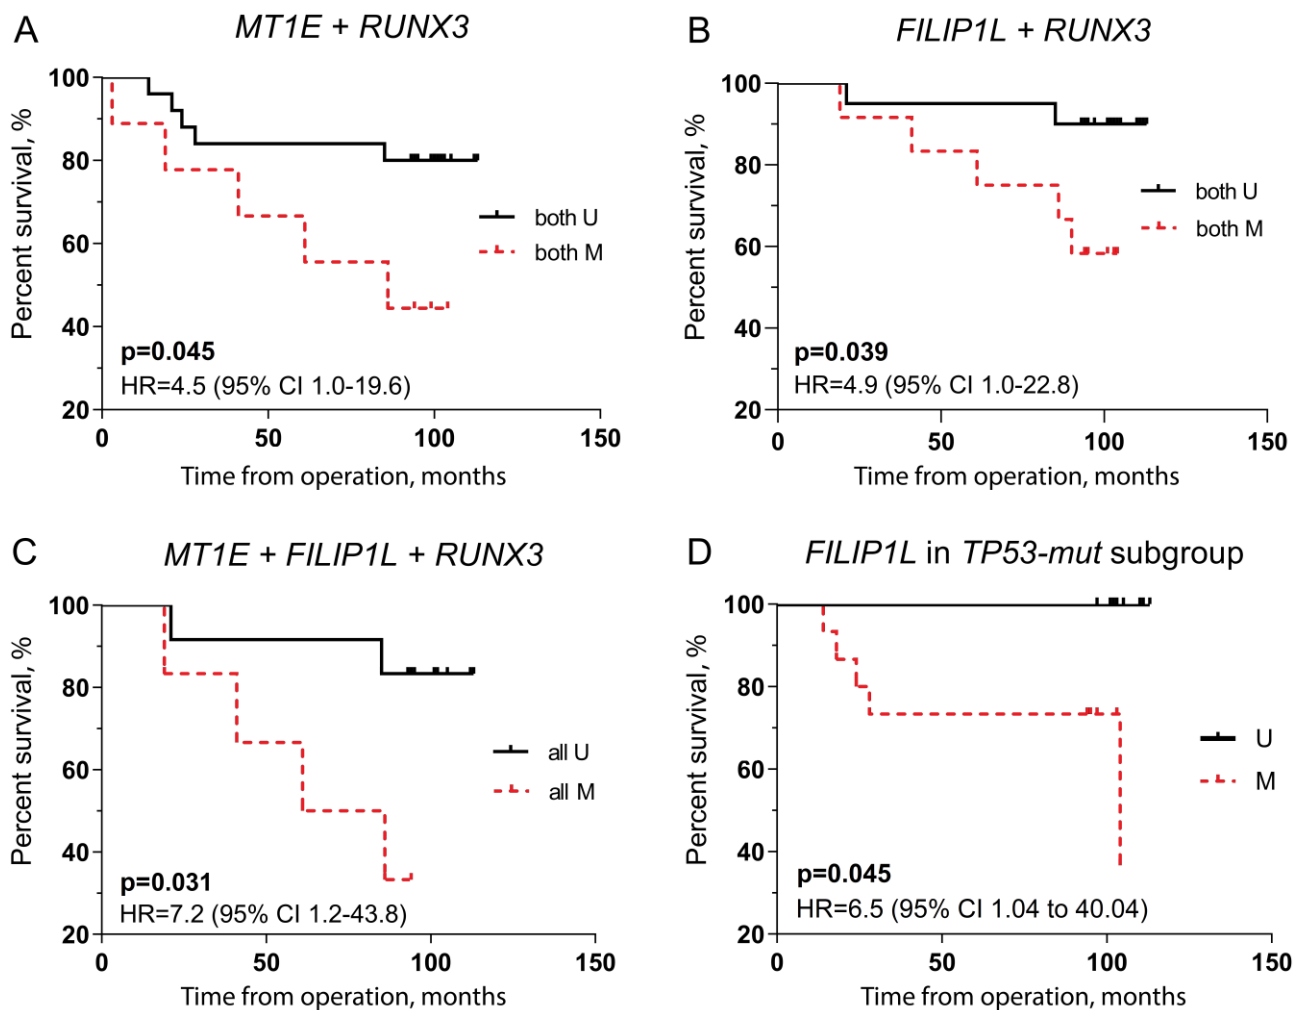 A
MT1E + RUNX3
100
80
60
40
20
0
50
100
150
Percent survival, %
Time from operation, months
both U
both M
p=0.045
HR=4.5 (95% CI 1.0-19.6)
B
FILIP1L + RUNX3
100
80
60
40
20
0
50
100
150
Percent survival, %
Time from operation, months
both U
both M
p=0.039
HR=4.9 (95% CI 1.0-22.8)
C
MT1E + FILIP1L + RUNX3
100
80
60
40
20
0
50
100
150
Percent survival, %
Time from operation, months
all U
all M
p=0.031
HR=7.2 (95% CI 1.2-43.8)
D
FILIP1L in TP53-mut subgroup
100
80
60
40
20
0
50
100
150
Percent survival, %
Time from operation, months
U
M
p=0.045
HR=6.5 (95% CI 1.04 to 40.04)